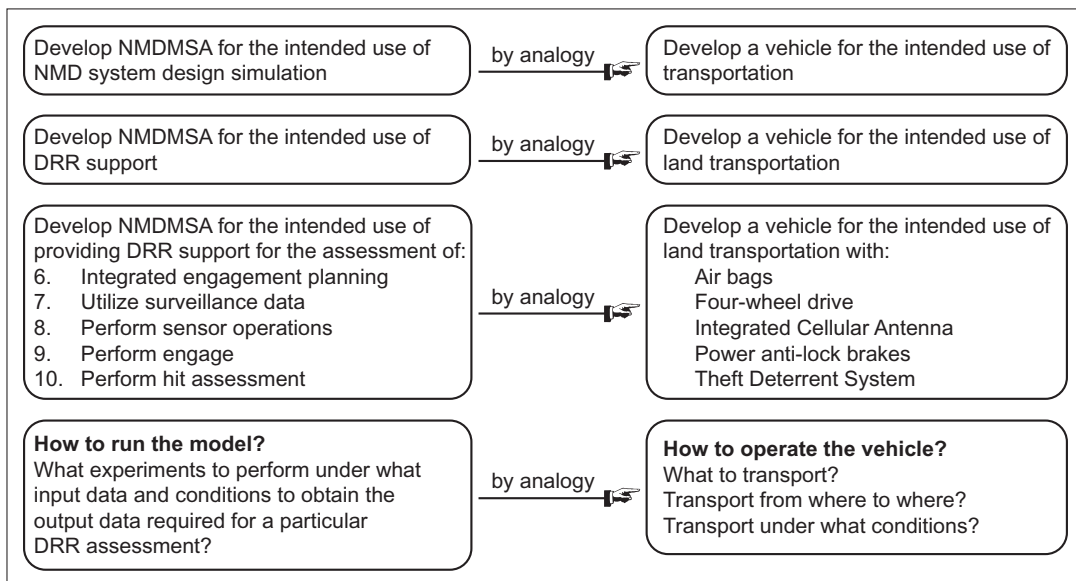 Develop NMDMSA for the intended use of
NMD system design simulation
by analogy
Develop a vehicle for the intended use of
transportation
Develop NMDMSA for the intended use of
DRR support
by analogy
Develop a vehicle for the intended use of
land transportation
Develop NMDMSA for the intended use of
providing DRR support for the assessment of:
6. Integrated engagement planning
7. Utilize surveillance data
8. Perform sensor operations
9. Perform engage
10. Perform hit assessment
by analogy
Develop a vehicle for the intended use of
land transportation with:
Air bags
Four-wheel drive
Integrated Cellular Antenna
Power anti-lock brakes
Theft Deterrent System
How to run the model?
What experiments to perform under what
input data and conditions to obtain the
output data required for a particular
DRR assessment?
by analogy
How to operate the vehicle?
What to transport?
Transport from where to where?
Transport under what conditions?